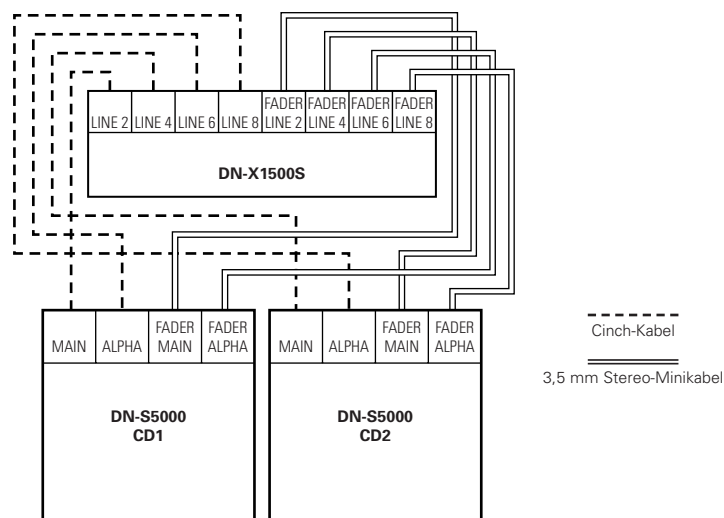 FADER FADER FADER FADER
LINE 2 LINE 4 LINE 6 LINE 8 LINE 2 LINE 4 LINE 6 LINE 8
DN-X1500S
MAIN ALPHA FADER MAIN FADER ALPHA
DN-S5000
CD1
MAIN ALPHA FADER MAIN FADER ALPHA
DN-S5000
CD2
Cinch-Kabel
3,5 mm Stereo-Minikabel